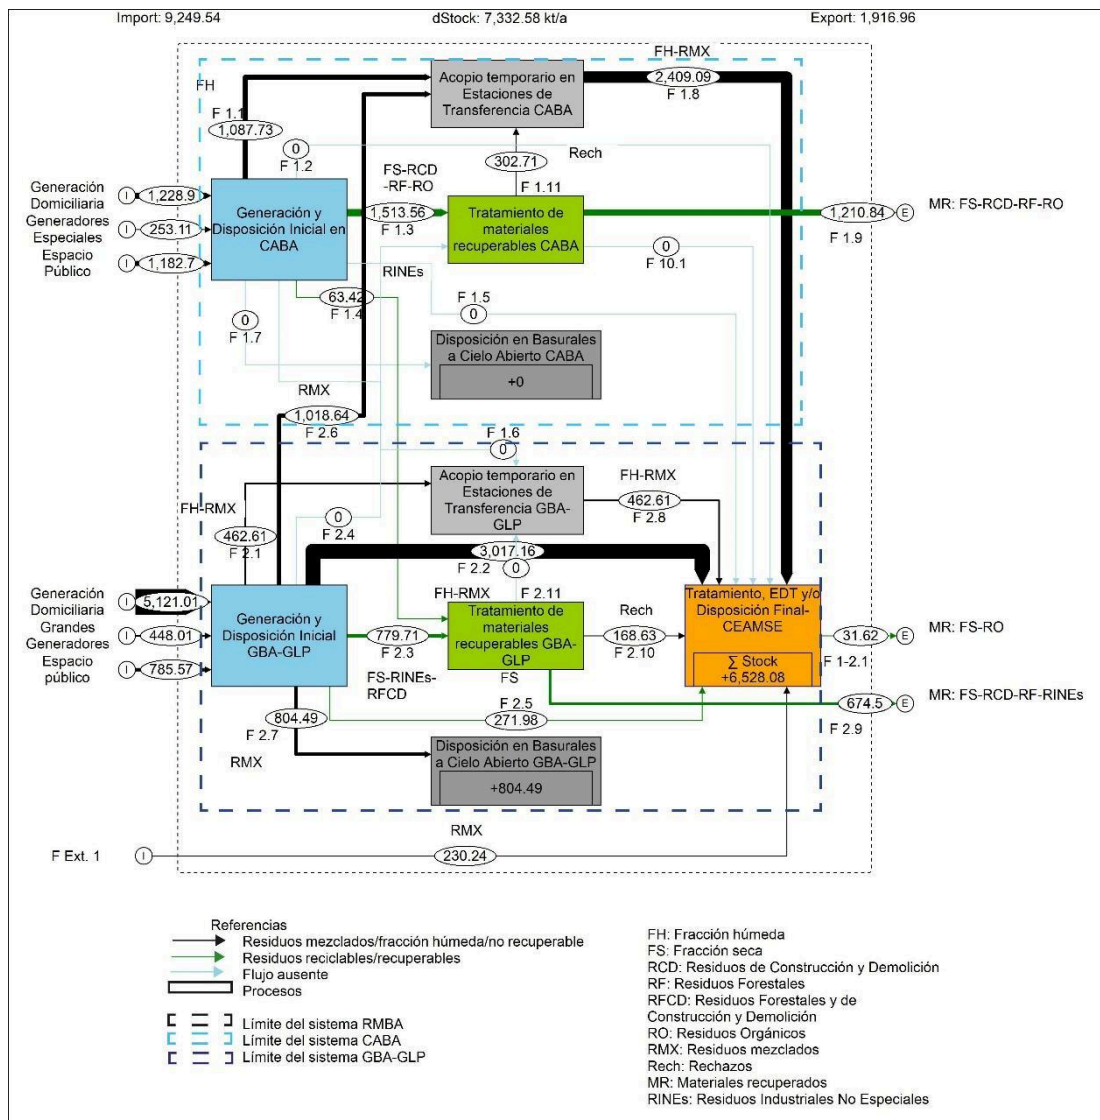 Import: 9,249.54 dStock: 7,332.58 kt/a Export: 1,916.96
FH-RMX
2,409.09
F 1.8
Acopio temporario en
Estaciones de
Transferencia CABA
FH
F 1.1
1,087.73
0
F 1.2
Rech
302.71
F 1.11
FS-RCD
-RF-RO
1,513.56
F 1.3
Generación
Domiciliaria
Generadores
Especiales
Espacio
Público
I
1,228.9
I
253.11
I
1,182.7
Generación y
Disposición Inicial en
CABA
Tratamiento de
materiales
recuperables CABA
1,210.84
E
MR: FS-RCD-RF-RO
F 1.9
0
F 10.1
RINEs
63.42
F 1.4
F 1.5
0
0
F 1.7
Disposición en Basurales
a Cielo Abierto CABA
+0
RMX
1,018.64
F 2.6
F 1.6
0
Acopio temporario en
Estaciones de
Transferencia GBA-
GLP
FH-RMX
462.61
F 2.8
FH-RMX
462.61
F 2.1
0
F 2.4
3,017.16
F 2.2
0
F 2.11
FH-RMX
Generación
Domiciliaria
Grandes
Generadores
Espacio
público
I
5,121.01
I
448.01
I
785.57
Generación y
Disposición Inicial
GBA-GLP
779.71
F 2.3
FS-RINEs-
RFCD
Tratamiento de
materiales
recuperables GBA-
GLP
FS
Rech
168.63
F 2.10
Tratamiento, EDT y/o
Disposición Final-
CEAMSE
∑ Stock
+6,528.08
31.62
E
MR: FS-RO
F 1-2.1
674.5
E
MR: FS-RCD-RF-RINEs
F 2.9
F 2.5
271.98
804.49
F 2.7
RMX
Disposición en Basurales
a Cielo Abierto GBA-GLP
+804.49
RMX
F Ext. 1
I
230.24
Referencias
Residuos mezclados/fracción húmeda/no recuperable
Residuos reciclables/recuperables
Flujo ausente
Procesos
Límite del sistema RMBA
Límite del sistema CABA
Límite del sistema GBA-GLP
FH: Fracción húmeda
FS: Fracción seca
RCD: Residuos de Construcción y Demolición
RF: Residuos Forestales
RFCD: Residuos Forestales y de
Construcción y Demolición
RO: Residuos Orgánicos
RMX: Residuos mezclados
Rech: Rechazos
MR: Materiales recuperados
RINEs: Residuos Industriales No Especiales